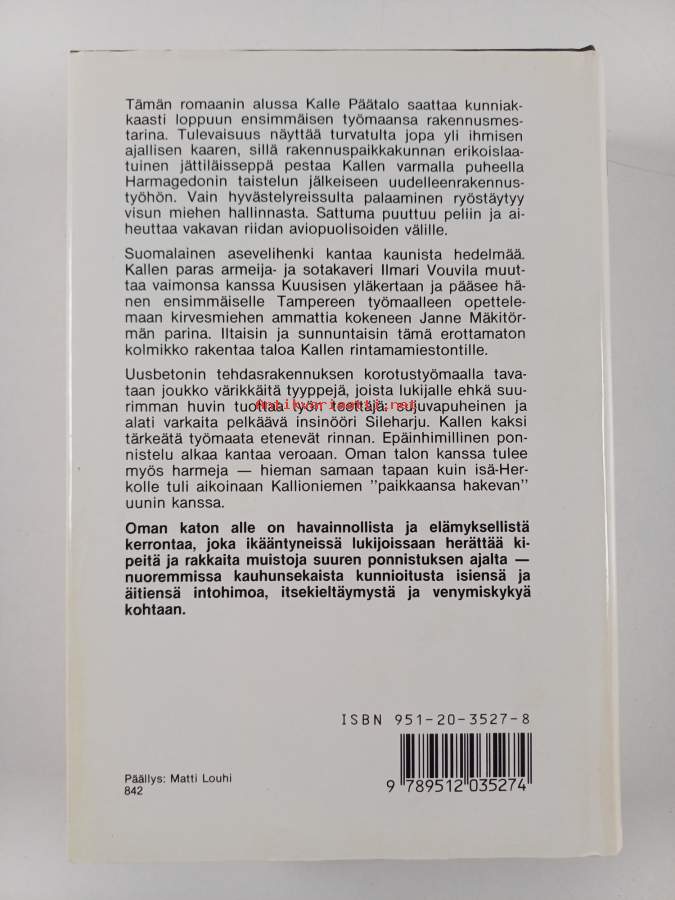 Tämän romaanin alussa Kalle Päätalo saattaa kunniak-
kaasti loppuun ensimmäisen työmaansa rakennusmes-
tarina. Tulevaisuus näyttää turvatulta jopa yli ihmisen
ajallisen kaaren, sillä rakennuspaikkakunnan erikoislaa-
tuinen jättiläisseppä pestaa Kallen varmalla puheella
Harmagedonin taistelun jälkeiseen uudelleenrakennus-
työhön. Vain hyvästelyreissulta palaaminen ryöstäytyy
visun miehen hallinnasta. Sattuma puuttuu peliin ja ai-
heuttaa vakavan riidan aviopuolisoiden välille.
Suomalainen asevelihenki kantaa kaunista hedelmää.
Kallen paras armeija- ja sotakaveri Ilmari Vouvila muut-
taa vaimonsa kanssa Kuusisen yläkertaan ja pääsee hä-
nen ensimmäiselle Tampereen työmaalleen opettele-
maan kirvesmiehen ammattia kokeneen Janne Mäkitör-
män parina. Iltaisin ja sunnuntaisin tämä erottamaton
kolmikko rakentaa taloa Kallen rintamamiestontille.
Uusbetonin tehdasrakennuksen korotustyömaalla tava-
taan joukko värikkäitä tyyppejä, joista lukijalle ehkä suu-
rimman huvin tuottaa työn teettäjä, sujuvapuheinen ja
alati varkaita pelkäävä insinööri Sileharju. Kallen kaksi
tärkeätä työmaata etenevät rinnan. Epäinhimillinen pon-
nistelu alkaa kantaa veroaan. Oman talon kanssa tulee
myös harmeja — hieman samaan tapaan kuin isä-Her-
kolle tuli aikoinaan Kallioniemen "paikkaansa hakevan"
uunin kanssa.
Oman katon alle on havainnollista ja elämyksellistä
kerrontaa, joka ikääntyneissä lukijoissaan herättää ki-
peitä ja rakkaita muistoja suuren ponnistuksen ajalta —
nuoremmissa kauhunsekaista kunnioitusta isiensä ja
äitiensä intohimoa, itsekieltäymystä ja venymiskykyä
kohtaan.
Antikvariaatti.net
ISBN 951-20-3527-8
Päällys: Matti Louhi
842
9 789512 035274